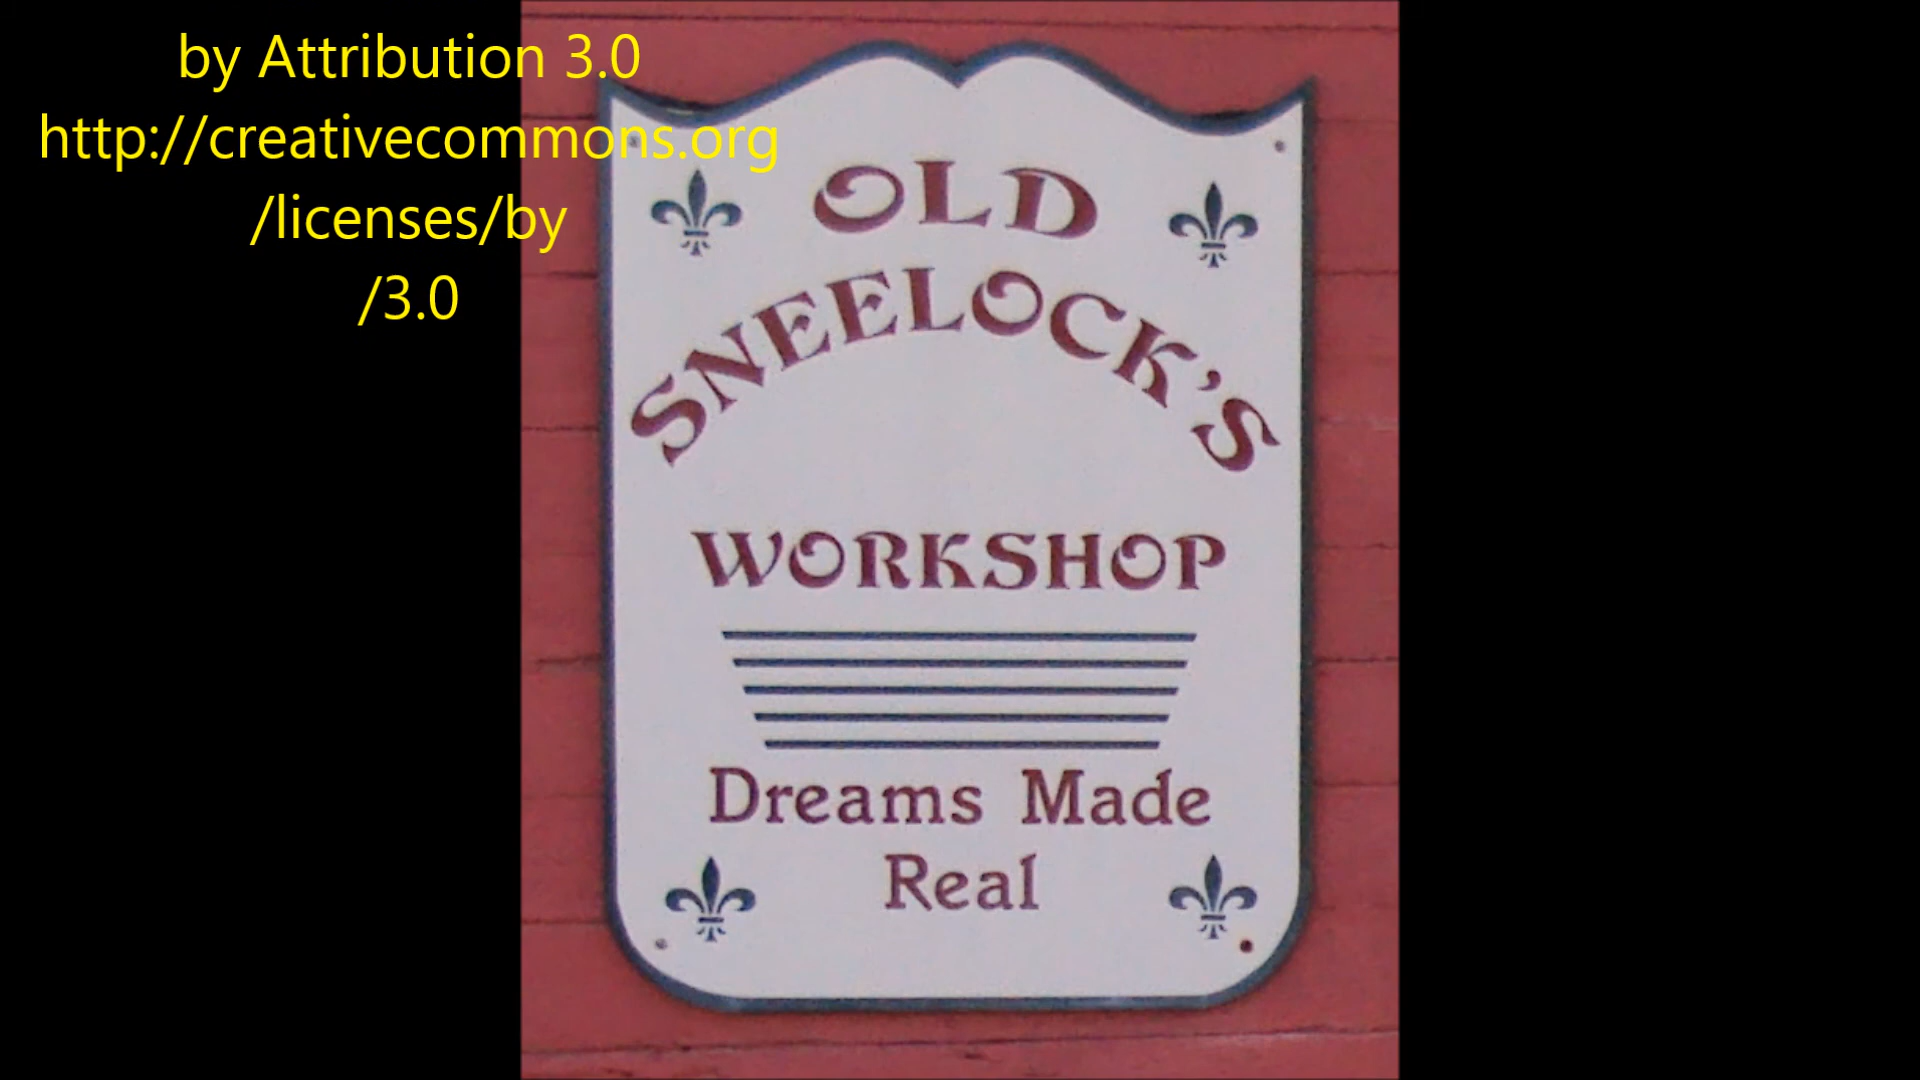 by Attribution 3.0
http://creativecommons.org
/licenses/by
/3.0
OLD
SNEELOCK'S
WORKSHOP
Dreams Made
Real